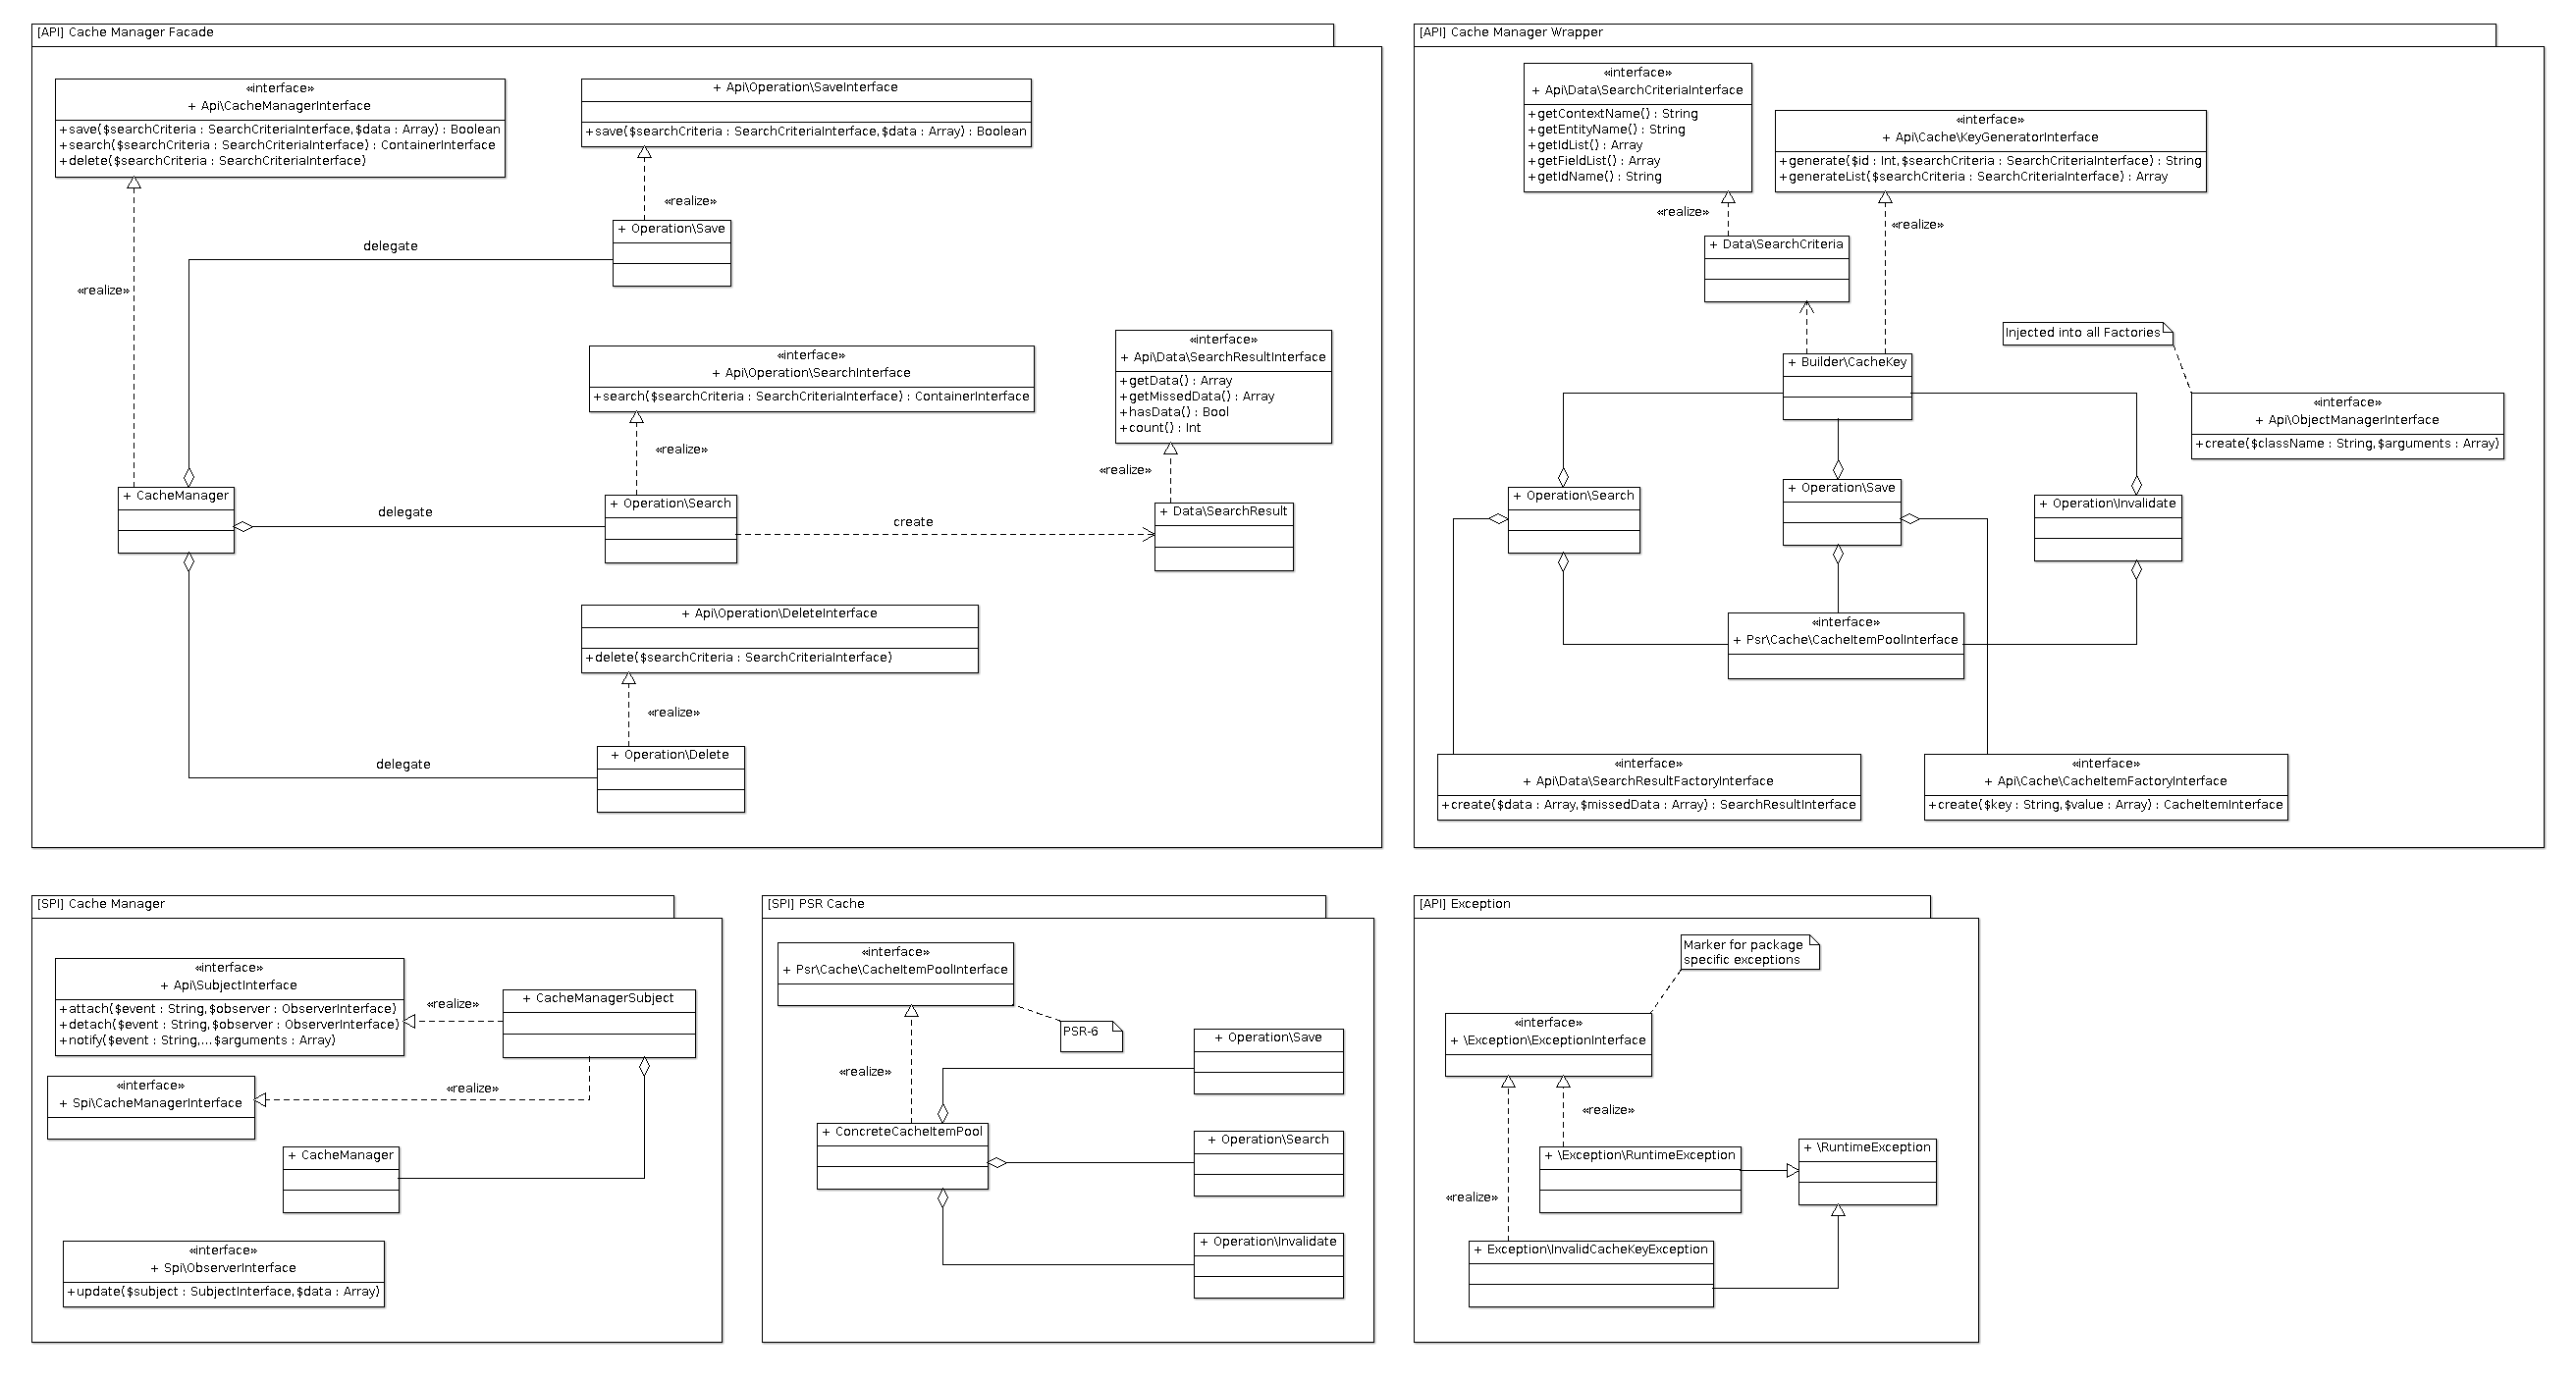 [API] Cache Manager Facade
«interface»
+ Api\CacheManagerInterface
+save($searchCriteria : SearchCriteriaInterface,$data : Array) : Boolean
+search($searchCriteria : SearchCriteriaInterface) : ContainerInterface
+delete($searchCriteria : SearchCriteriaInterface)
+ Api\Operation\SaveInterface
+save($searchCriteria : SearchCriteriaInterface,$data : Array) : Boolean
«realize»
+ Operation\Save
delegate
«realize»
«interface»
+ Api\Operation\SearchInterface
+search($searchCriteria : SearchCriteriaInterface) : ContainerInterface
«interface»
+ Api\Data\SearchResultInterface
+getData() : Array
+getMissedData() : Array
+hasData() : Bool
+count() : Int
«realize»
«realize»
+ CacheManager
delegate
+ Operation\Search
create
+ Data\SearchResult
+ Api\Operation\DeleteInterface
+delete($searchCriteria : SearchCriteriaInterface)
«realize»
delegate
+ Operation\Delete
[API] Cache Manager Wrapper
«interface»
+ Api\Data\SearchCriteriaInterface
+getContextName() : String
+getEntityName() : String
+getIdList() : Array
+getFieldList() : Array
+getIdName() : String
«interface»
+ Api\Cache\KeyGeneratorInterface
+generate($id : Int,$searchCriteria : SearchCriteriaInterface) : String
+generateList($searchCriteria : SearchCriteriaInterface) : Array
«realize»
«realize»
+ Data\SearchCriteria
Injected into all Factories
+ Builder\CacheKey
«interface»
+ Api\ObjectManagerInterface
+create($className : String,$arguments : Array)
+ Operation\Search
+ Operation\Save
+ Operation\Invalidate
«interface»
+ Psr\Cache\CacheItemPoolInterface
«interface»
+ Api\Data\SearchResultFactoryInterface
+create($data : Array,$missedData : Array) : SearchResultInterface
«interface»
+ Api\Cache\CacheItemFactoryInterface
+create($key : String,$value : Array) : CacheItemInterface
[SPI] Cache Manager
«interface»
+ Api\SubjectInterface
+attach($event : String,$observer : ObserverInterface)
+detach($event : String,$observer : ObserverInterface)
+notify($event : String,...$arguments : Array)
«realize»
+ CacheManagerSubject
«interface»
+ Spi\CacheManagerInterface
«realize»
+ CacheManager
«interface»
+ Spi\ObserverInterface
+update($subject : SubjectInterface,$data : Array)
[SPI] PSR Cache
«interface»
+ Psr\Cache\CacheItemPoolInterface
PSR-6
«realize»
+ Operation\Save
+ ConcreteCacheItemPool
+ Operation\Search
+ Operation\Invalidate
[API] Exception
Marker for package
specific exceptions
«interface»
+ \Exception\ExceptionInterface
«realize»
+ \Exception\RuntimeException
+ \RuntimeException
«realize»
+ Exception\InvalidCacheKeyException